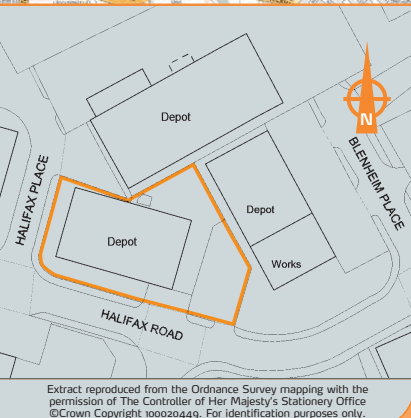 Depot
N
BLENHEIM PLACE
HALIFAX PLACE
Depot
Depot
Works
HALIFAX ROAD
Extract reproduced from the Ordnance Survey mapping with the
permission of The Controller of Her Majesty's Stationery Office
©Crown Copyright 100020449. For identification purposes only.